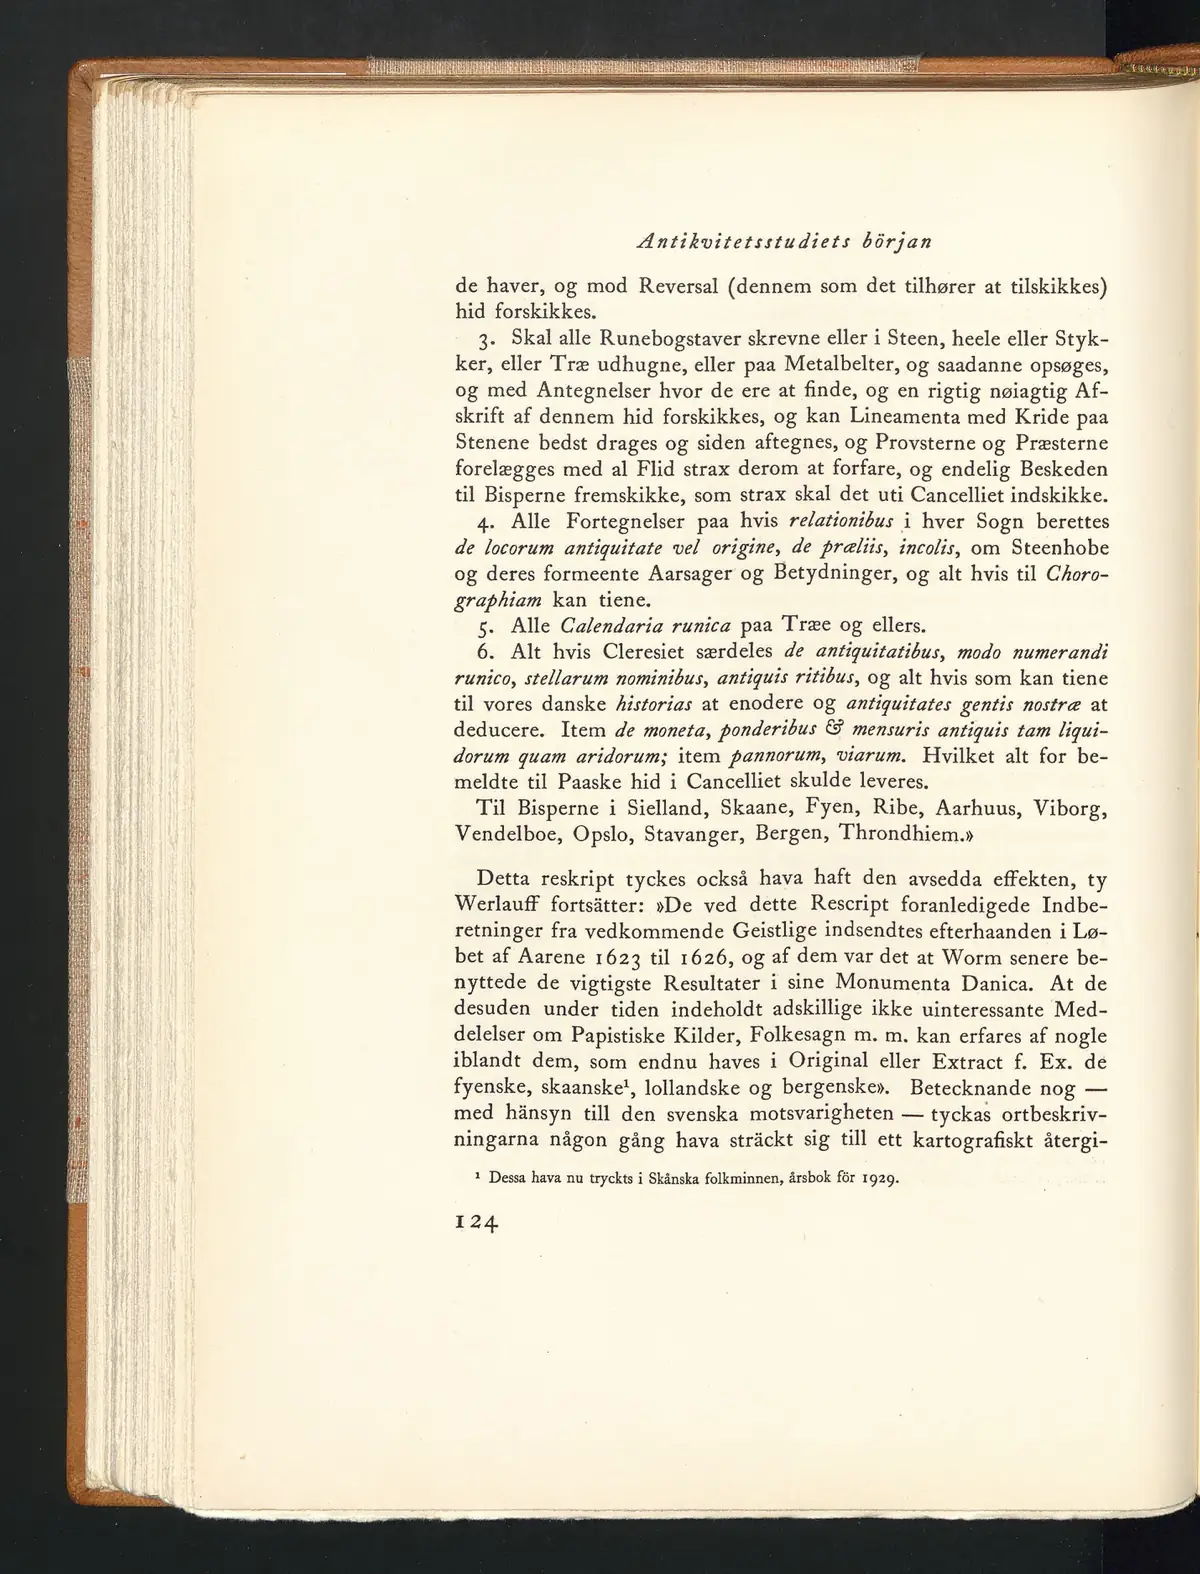 Antikvitetsstudiets början
de haver, og mod Reversal (dennem som det tilhører at tilskikkes)
hid forskikkes.
3. Skal alle Runebogstaver skrevne eller i Steen, heele eller Styk-
ker, eller Træ udhugne, eller paa Metalbelter, og saadanne opsøges,
og med Antegnelser hvor de ere at finde, og en rigtig nøiagtig Af-
skrift af dennem hid forskikkes, og kan Lineamenta med Kride paa
Stenene bedst drages og siden aftegnes, og Provsterne og Præsterne
forelægges med al Flid strax derom at forfare, og endelig Beskeden
til Bisperne fremskikke, som strax skal det uti Cancelliet indskikke.
4. Alle Fortegnelser paa hvis relationibus i hver Sogn berettes
de locorum antiquitate vel origine, de præliis, incolis, om Steenhobe
og deres formeente Aarsager og Betydninger, og alt hvis til Choro-
graphiam kan tiene.
5. Alle Calendaria runica paa Træe og ellers.
6. Alt hvis Cleresiet særdeles de antiquitatibus, modo numerandi
runico, stellarum nominibus, antiquis ritibus, og alt hvis som kan tiene
til vores danske historias at enodere og antiquitates gentis nostræ at
deducere. Item de moneta, ponderibus & mensuris antiquis tam liqui-
dorum quam aridorum; item pannorum, viarum. Hvilket alt for be-
meldte til Paaske hid i Cancelliet skulde leveres.
Til Bisperne i Sielland, Skaane, Fyen, Ribe, Aarhuus, Viborg,
Vendelboe, Opslo, Stavanger, Bergen, Throndhiem.»
Detta reskript tyckes också hava haft den avsedda effekten, ty
Werlauff fortsätter: »De ved dette Rescript foranledigede Indbe-
retninger fra vedkommende Geistlige indsendtes efterhaanden i Lø-
bet af Aarene 1623 til 1626, og af dem var det at Worm senere be-
nyttede de vigtigste Resultater i sine Monumenta Danica. At de
desuden under tiden indeholdt adskillige ikke uinteressante Med-
delelser om Papistiske Kilder, Folkesagn m. m. kan erfares af nogle
iblandt dem, som endnu haves i Original eller Extract f. Ex. de
fyenske, skaanske¹, lollandske og bergenske». Betecknande nog —
med hänsyn till den svenska motsvarigheten — tyckas ortbeskriv-
ningarna någon gång hava sträckt sig till ett kartografiskt återgi-
¹ Dessa hava nu tryckts i Skånska folkminnen, årsbok för 1929.
124